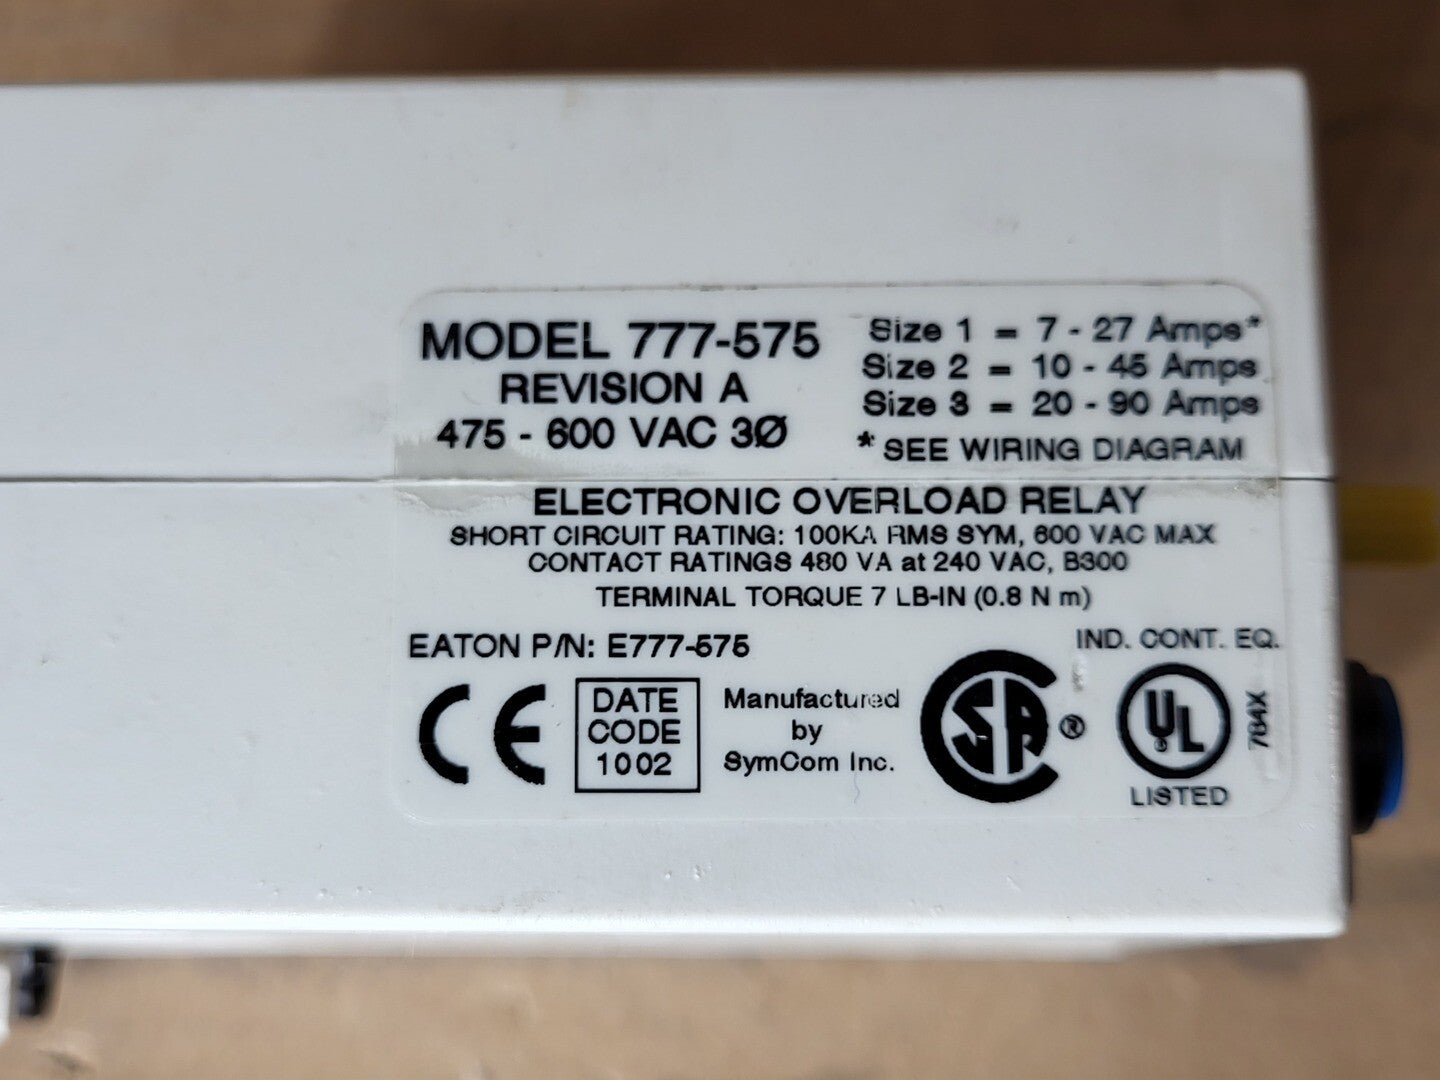 MODEL 777-575
REVISION A
475 - 600 VAC 3Ø
Size 1 = 7 - 27 Amps*
Size 2 = 10 - 45 Amps
Size 3 = 20 - 90 Amps
* SEE WIRING DIAGRAM
ELECTRONIC OVERLOAD RELAY
SHORT CIRCUIT RATING: 100KA RMS SYM, 600 VAC MAX
CONTACT RATINGS 480 VA at 240 VAC, B300
TERMINAL TORQUE 7 LB-IN (0.8 N m)
EATON P/N: E777-575
CE
DATE
CODE
1002
Manufactured
by
SymCom Inc.
CSA ®
IND. CONT. EQ.
UL ®
LISTED
784X